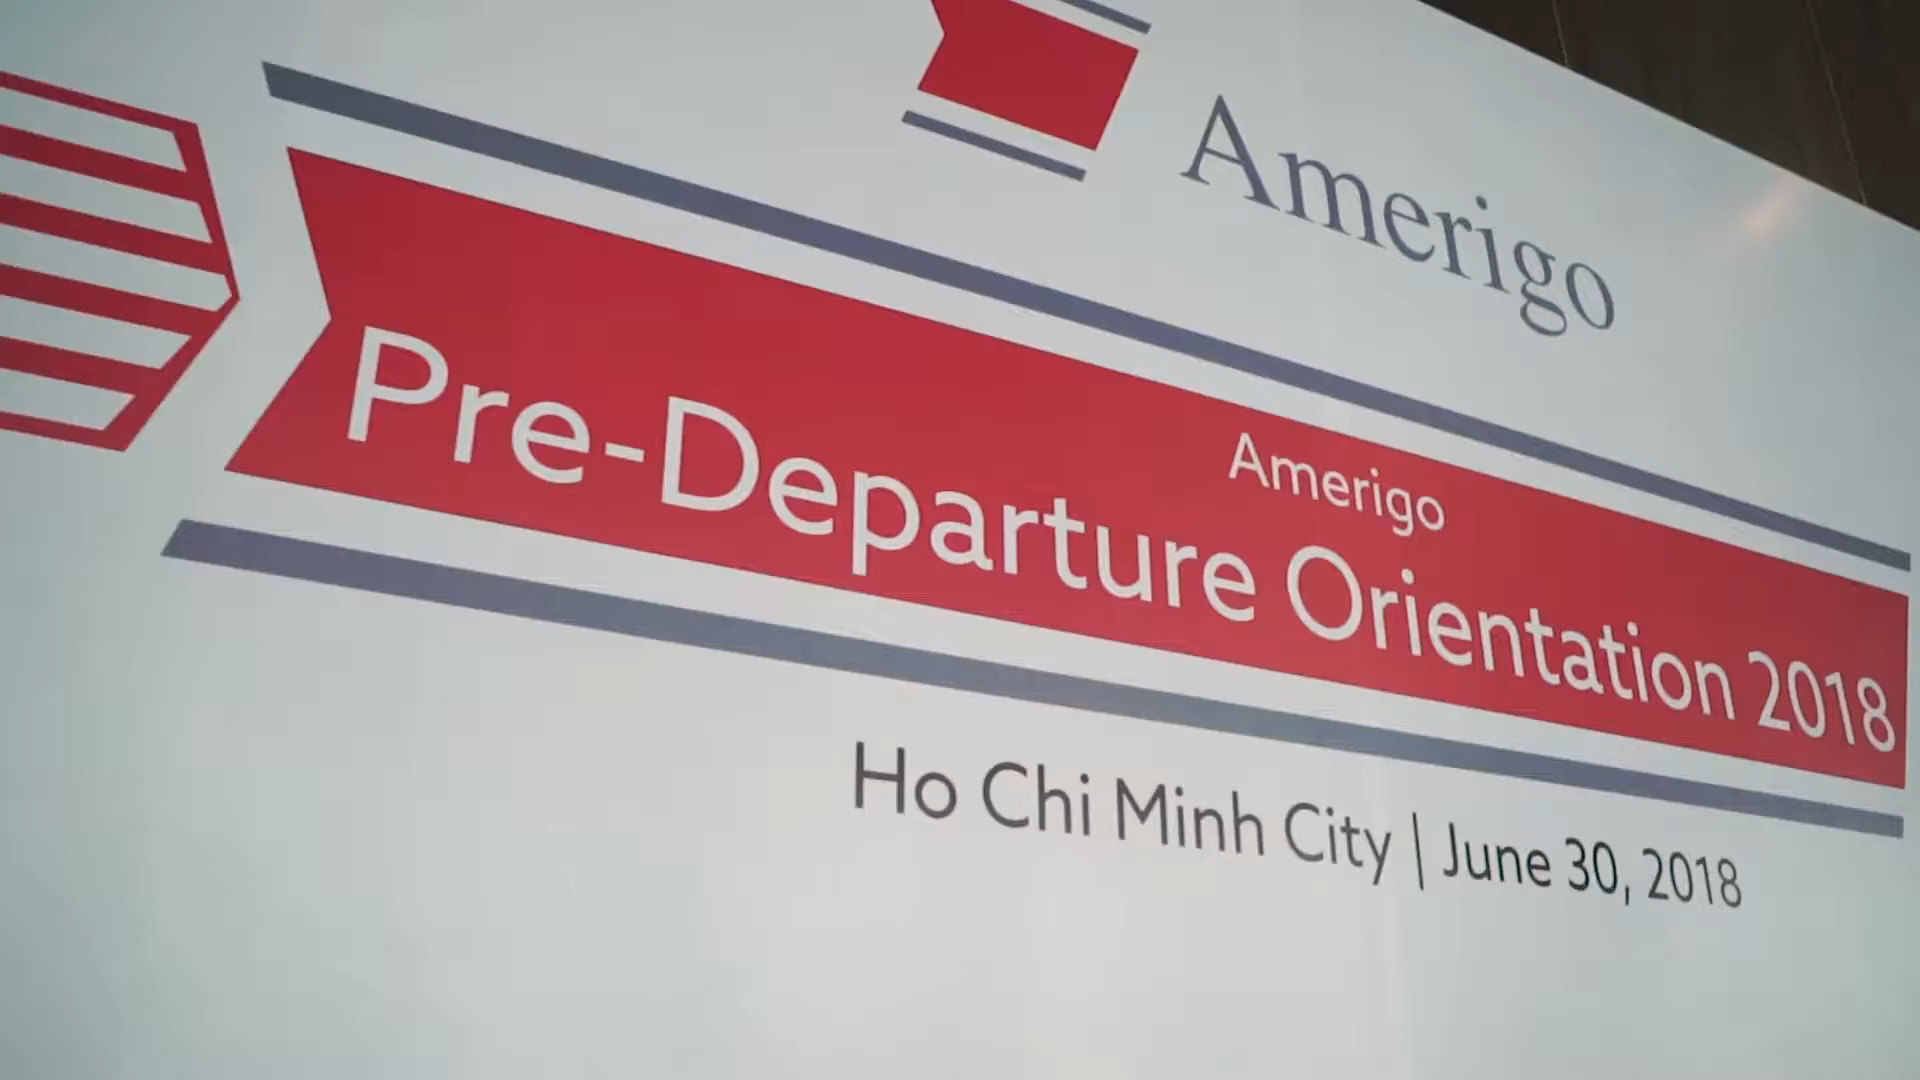 Amerigo
Amerigo
Pre-Departure Orientation 2018
Ho Chi Minh City | June 30, 2018